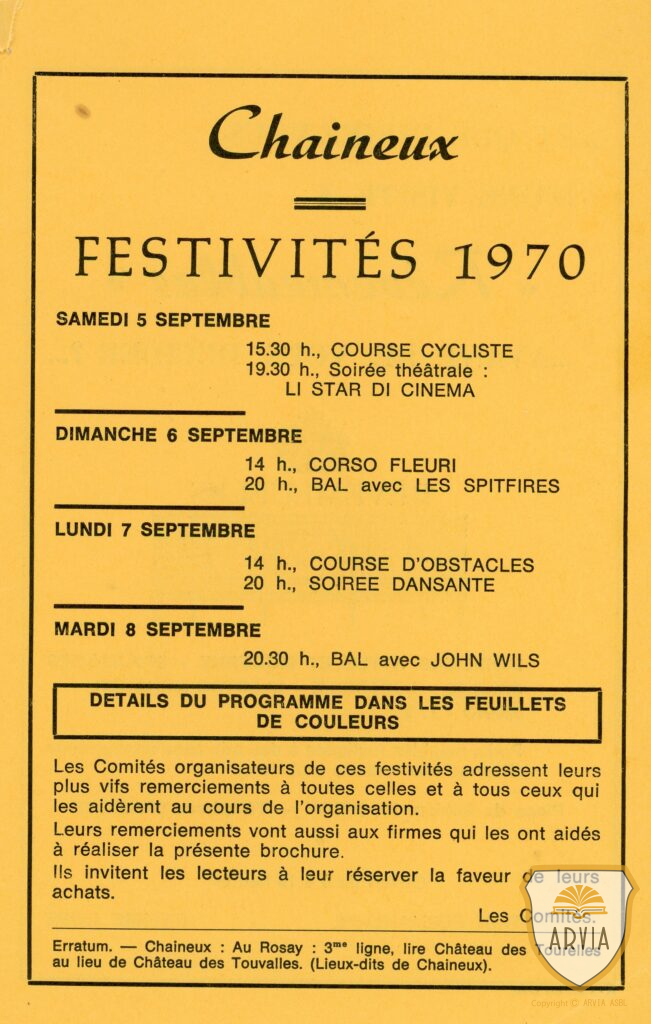 Chaineux
FESTIVITÉS 1970
SAMEDI 5 SEPTEMBRE
15.30 h., COURSE CYCLISTE
19.30 h., Soirée théâtrale :
LI STAR DI CINEMA
DIMANCHE 6 SEPTEMBRE
14 h., CORSO FLEURI
20 h., BAL avec LES SPITFIRES
LUNDI 7 SEPTEMBRE
14 h., COURSE D'OBSTACLES
20 h., SOIREE DANSANTE
MARDI 8 SEPTEMBRE
20.30 h., BAL avec JOHN WILS
DETAILS DU PROGRAMME DANS LES FEUILLETS
DE COULEURS
Les Comités organisateurs de ces festivités adressent leurs
plus vifs remerciements à toutes celles et à tous ceux qui
les aidèrent au cours de l'organisation.
Leurs remerciements vont aussi aux firmes qui les ont aidés
à réaliser la présente brochure.
Ils invitent les lecteurs à leur réserver la faveur de leurs
achats.
Les Comités.
Erratum. — Chaineux : Au Rosay : 3me ligne, lire Château des Tourelles
au lieu de Château des Touvalles. (Lieux-dits de Chaineux).
ARVIA
Copyright © ARVIA ASBL